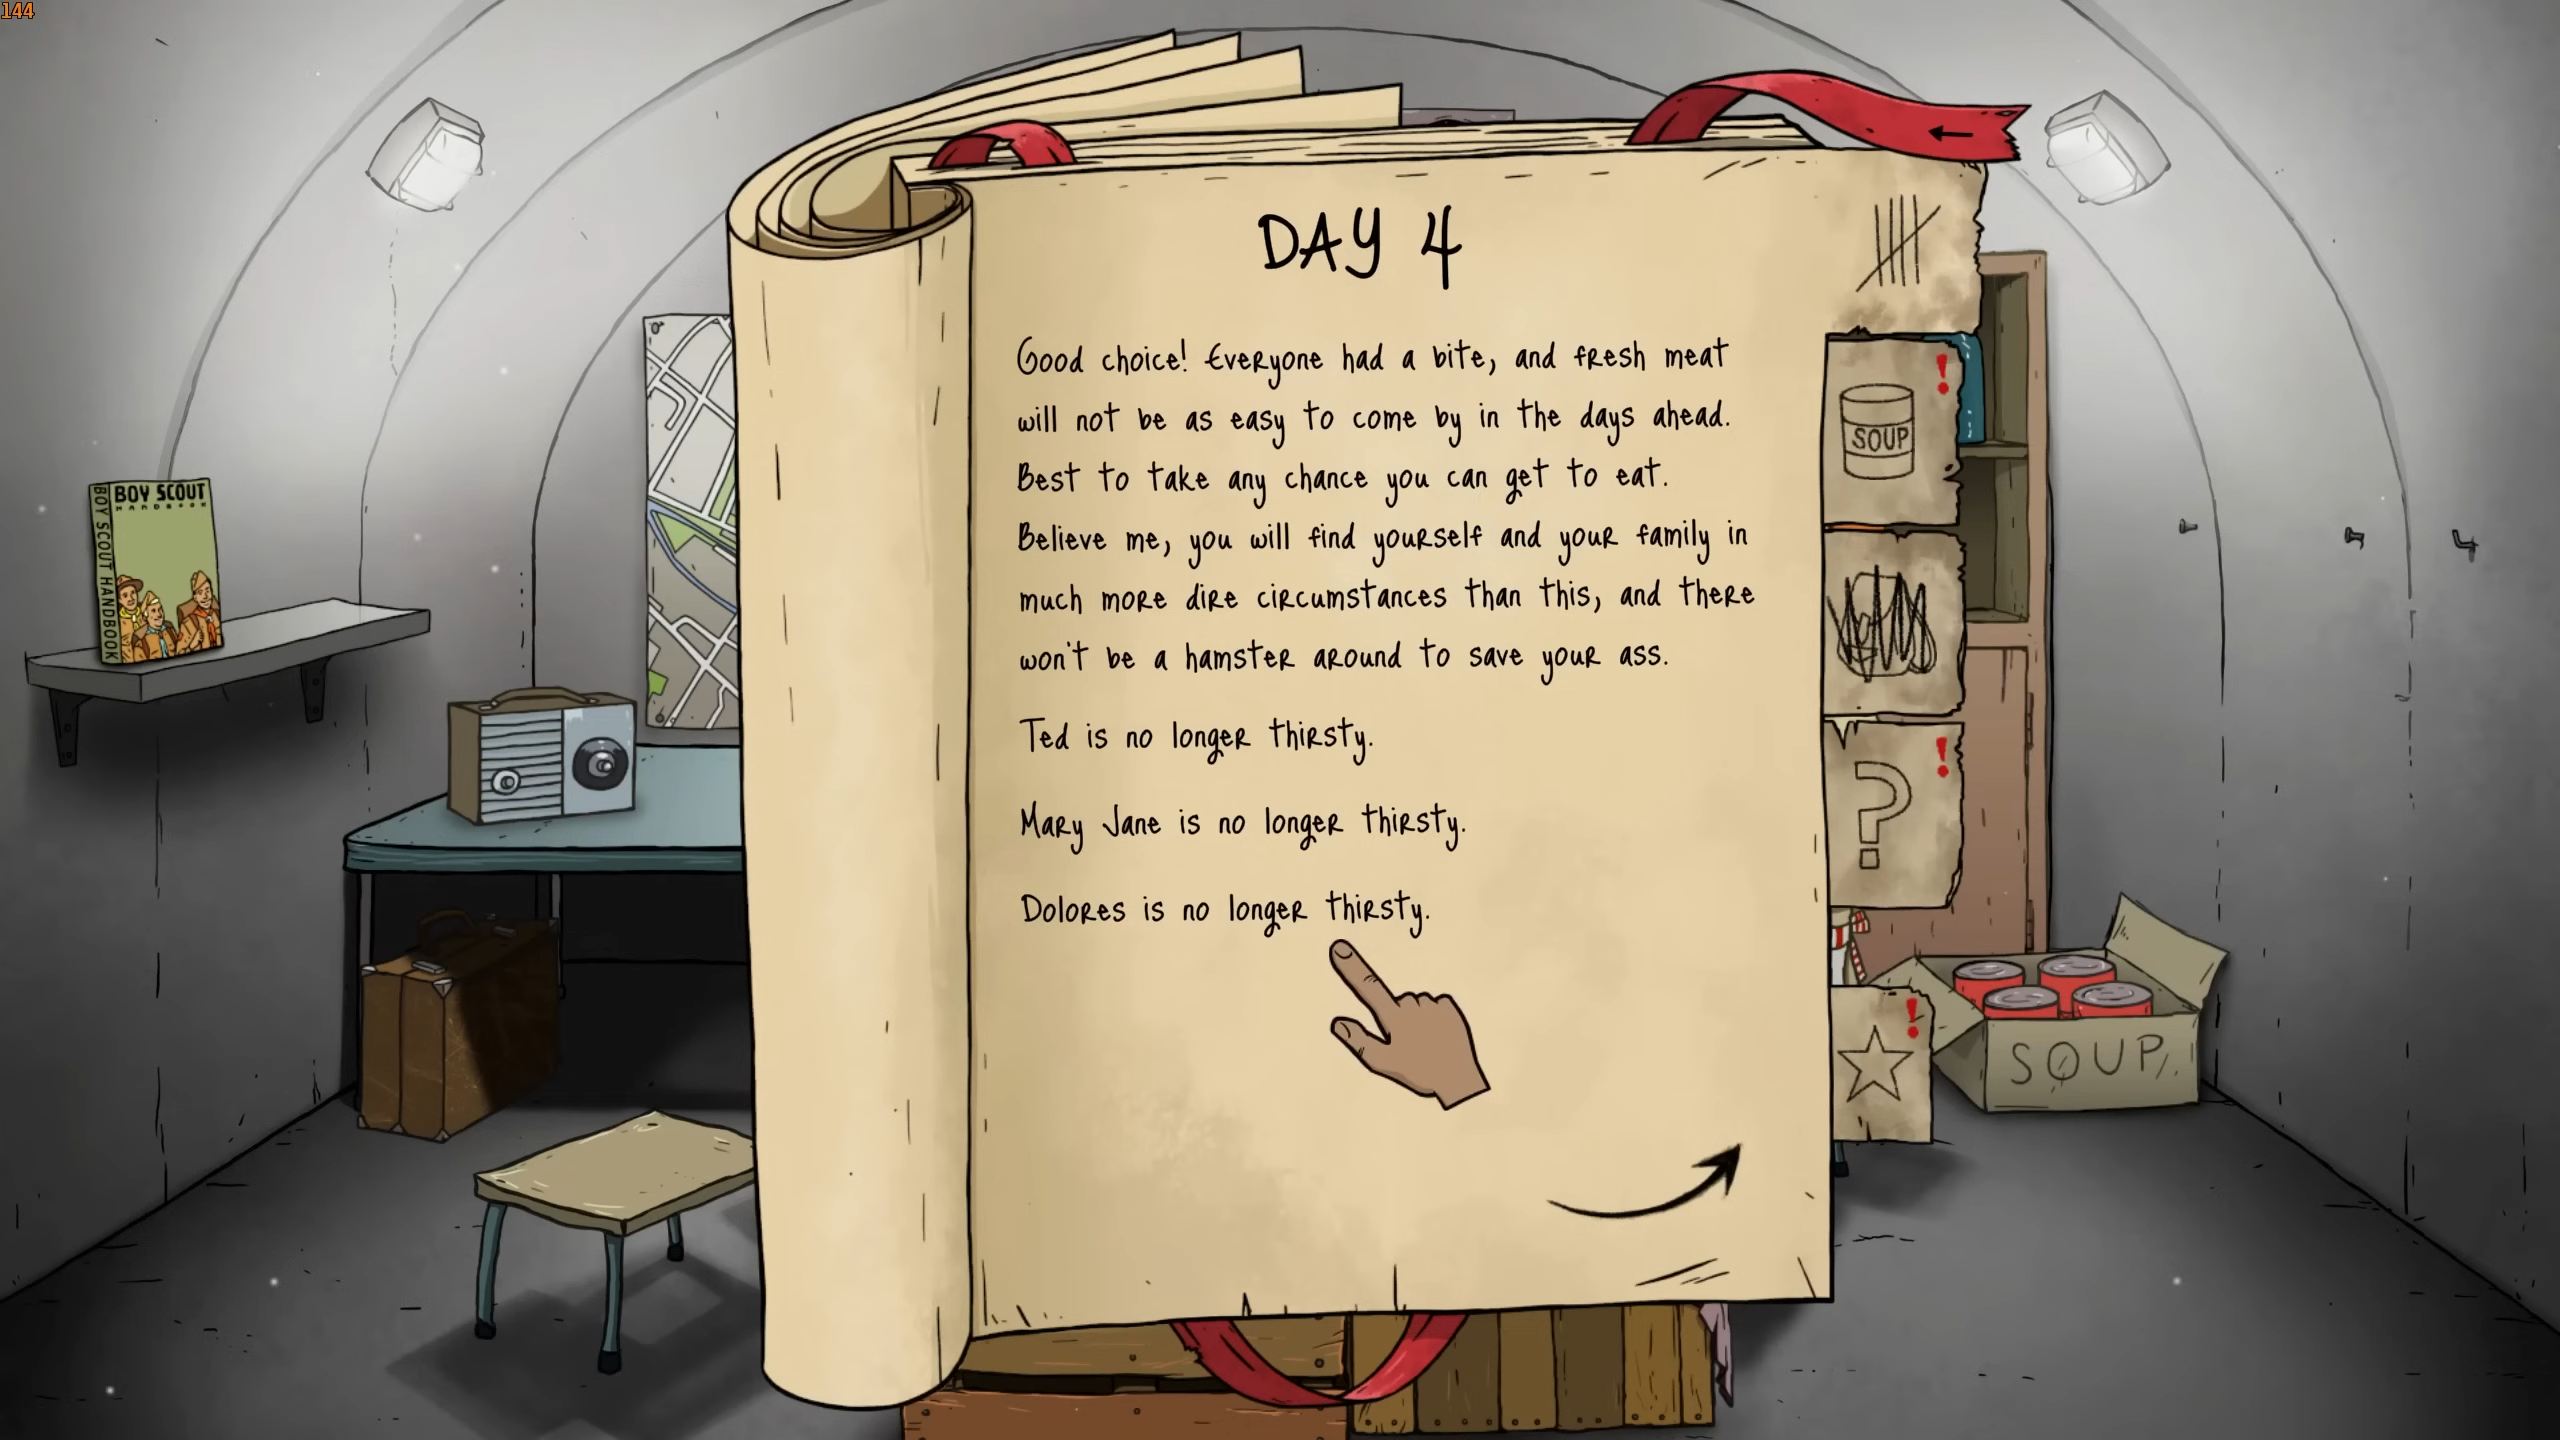 144
DAY 4
Good choice! Everyone had a bite, and fresh meat
will not be as easy to come by in the days ahead.
Best to take any chance you can get to eat.
Believe me, you will find yourself and your family in
much more dire circumstances than this, and there
won't be a hamster around to save your ass.
Ted is no longer thirsty.
Mary Jane is no longer thirsty.
Dolores is no longer thirsty.
!
SOUP
!
?
!
BOY SCOUT
HANDBOOK
BOY SCOUT HANDBOOK
SOUP